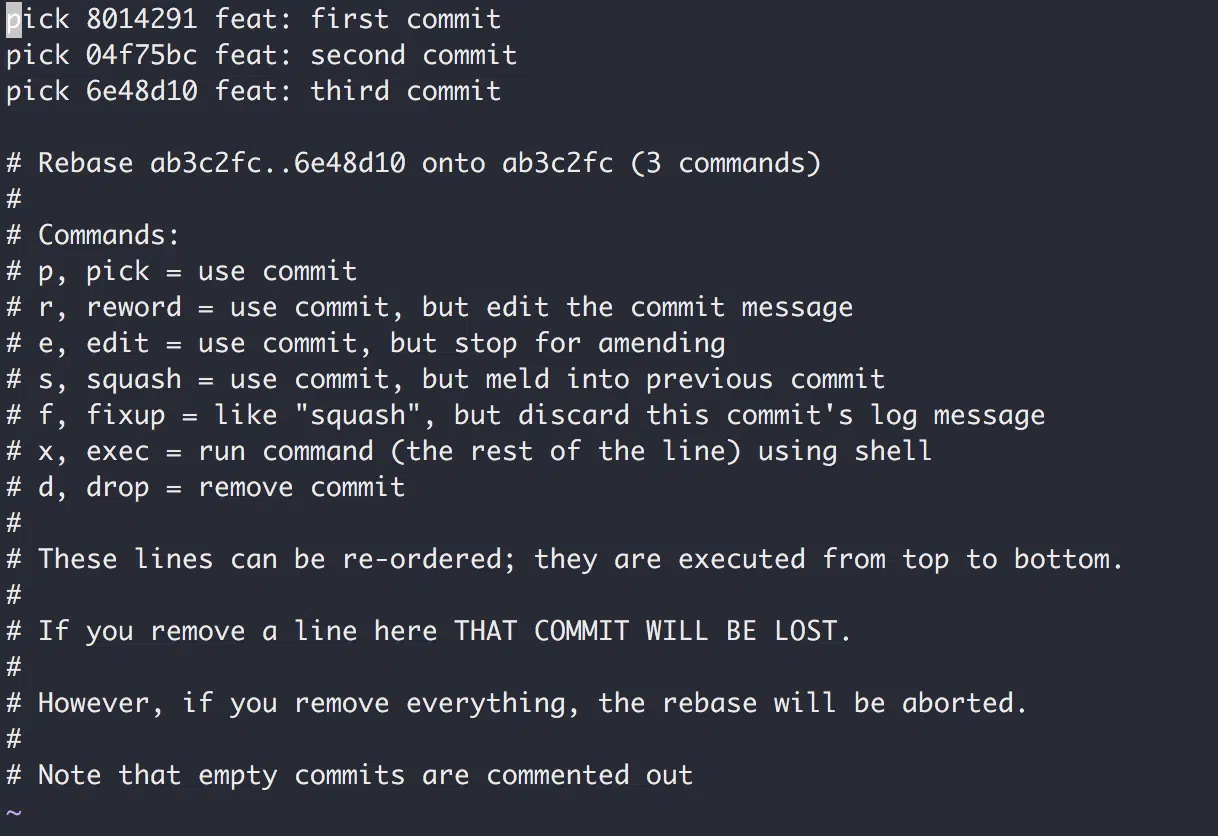 pick 8014291 feat: first commit
pick 04f75bc feat: second commit
pick 6e48d10 feat: third commit
# Rebase ab3c2fc..6e48d10 onto ab3c2fc (3 commands)
#
# Commands:
# p, pick = use commit
# r, reword = use commit, but edit the commit message
# e, edit = use commit, but stop for amending
# s, squash = use commit, but meld into previous commit
# f, fixup = like "squash", but discard this commit's log message
# x, exec = run command (the rest of the line) using shell
# d, drop = remove commit
#
# These lines can be re-ordered; they are executed from top to bottom.
#
# If you remove a line here THAT COMMIT WILL BE LOST.
#
# However, if you remove everything, the rebase will be aborted.
#
# Note that empty commits are commented out
~